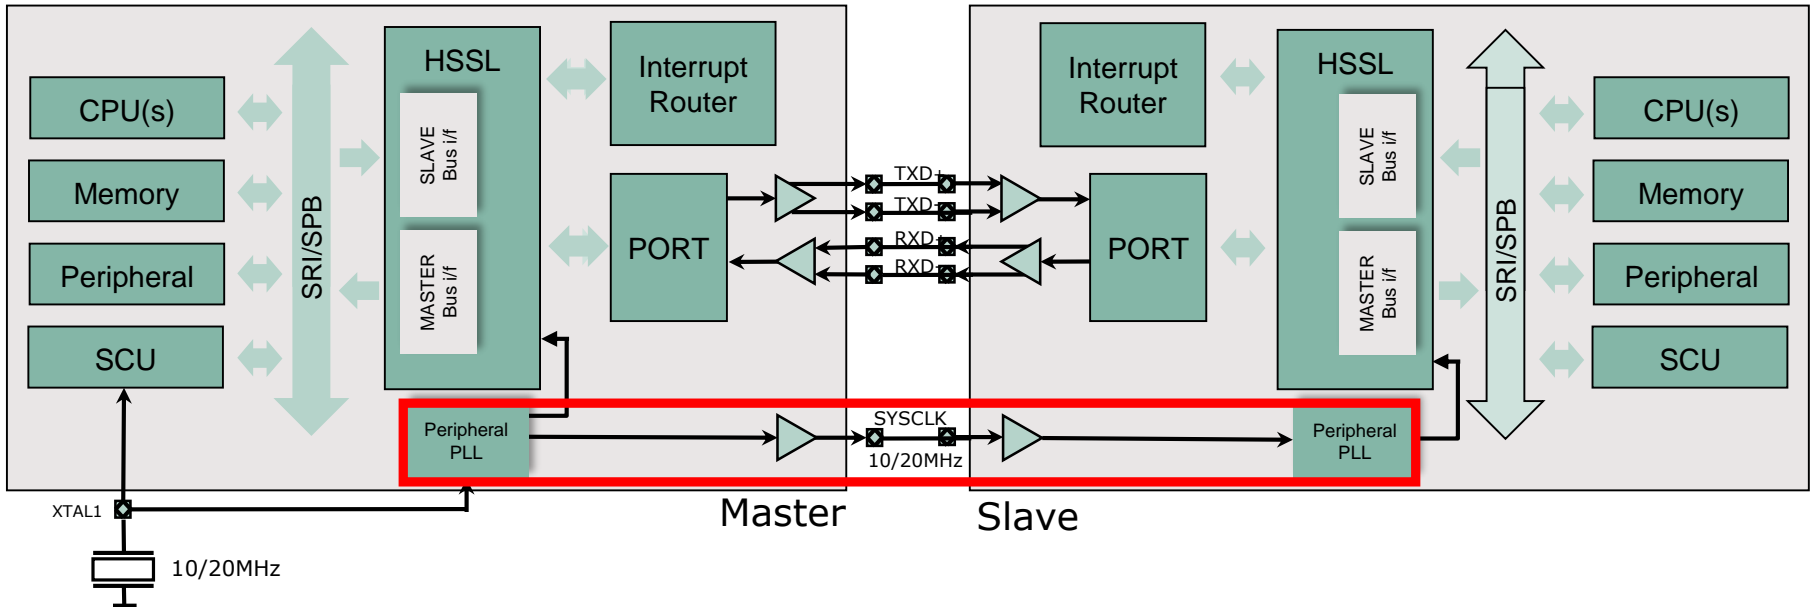 HSSL
Interrupt
Router
CPU(s)
Memory
Peripheral
SCU
SRI/SPB
SLAVE
Bus i/f
MASTER
Bus i/f
PORT
Peripheral
PLL
XTAL1
10/20MHz
Master
TXD+
TXD-
RXD+
RXD-
SYSCLK
10/20MHz
Slave
Interrupt
Router
HSSL
SLAVE
Bus i/f
MASTER
Bus i/f
PORT
Peripheral
PLL
SRI/SPB
CPU(s)
Memory
Peripheral
SCU